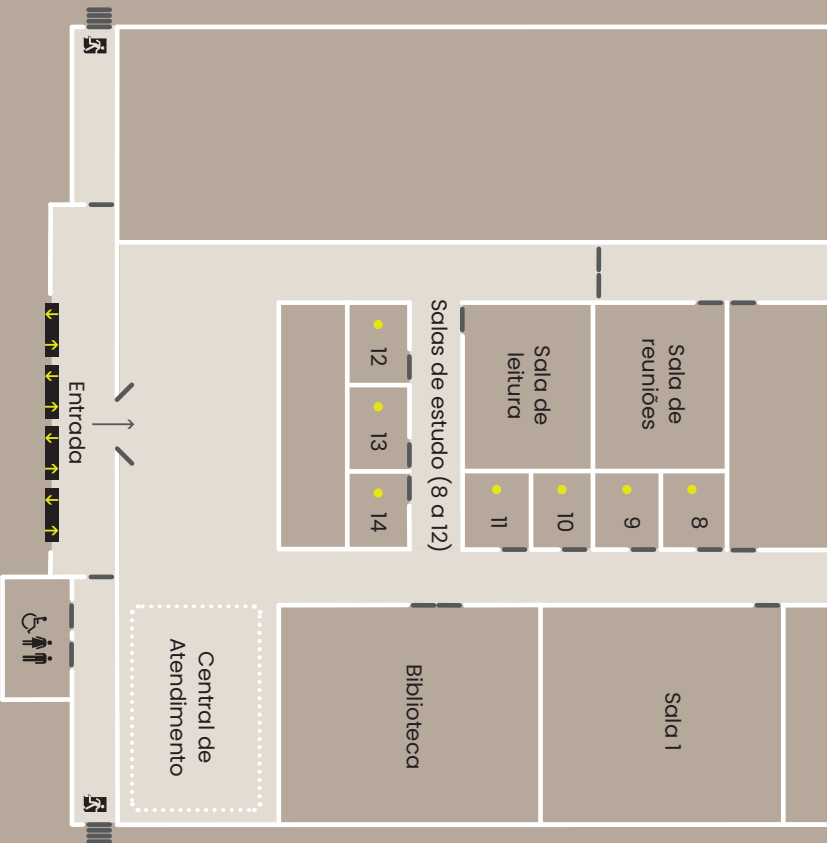 Sala de
reuniões
8
9
Sala 1
Sala de
leitura
10
11
Salas de estudo (8 a 12)
Biblioteca
12
13
14
Central de
Atendimento
Entrada